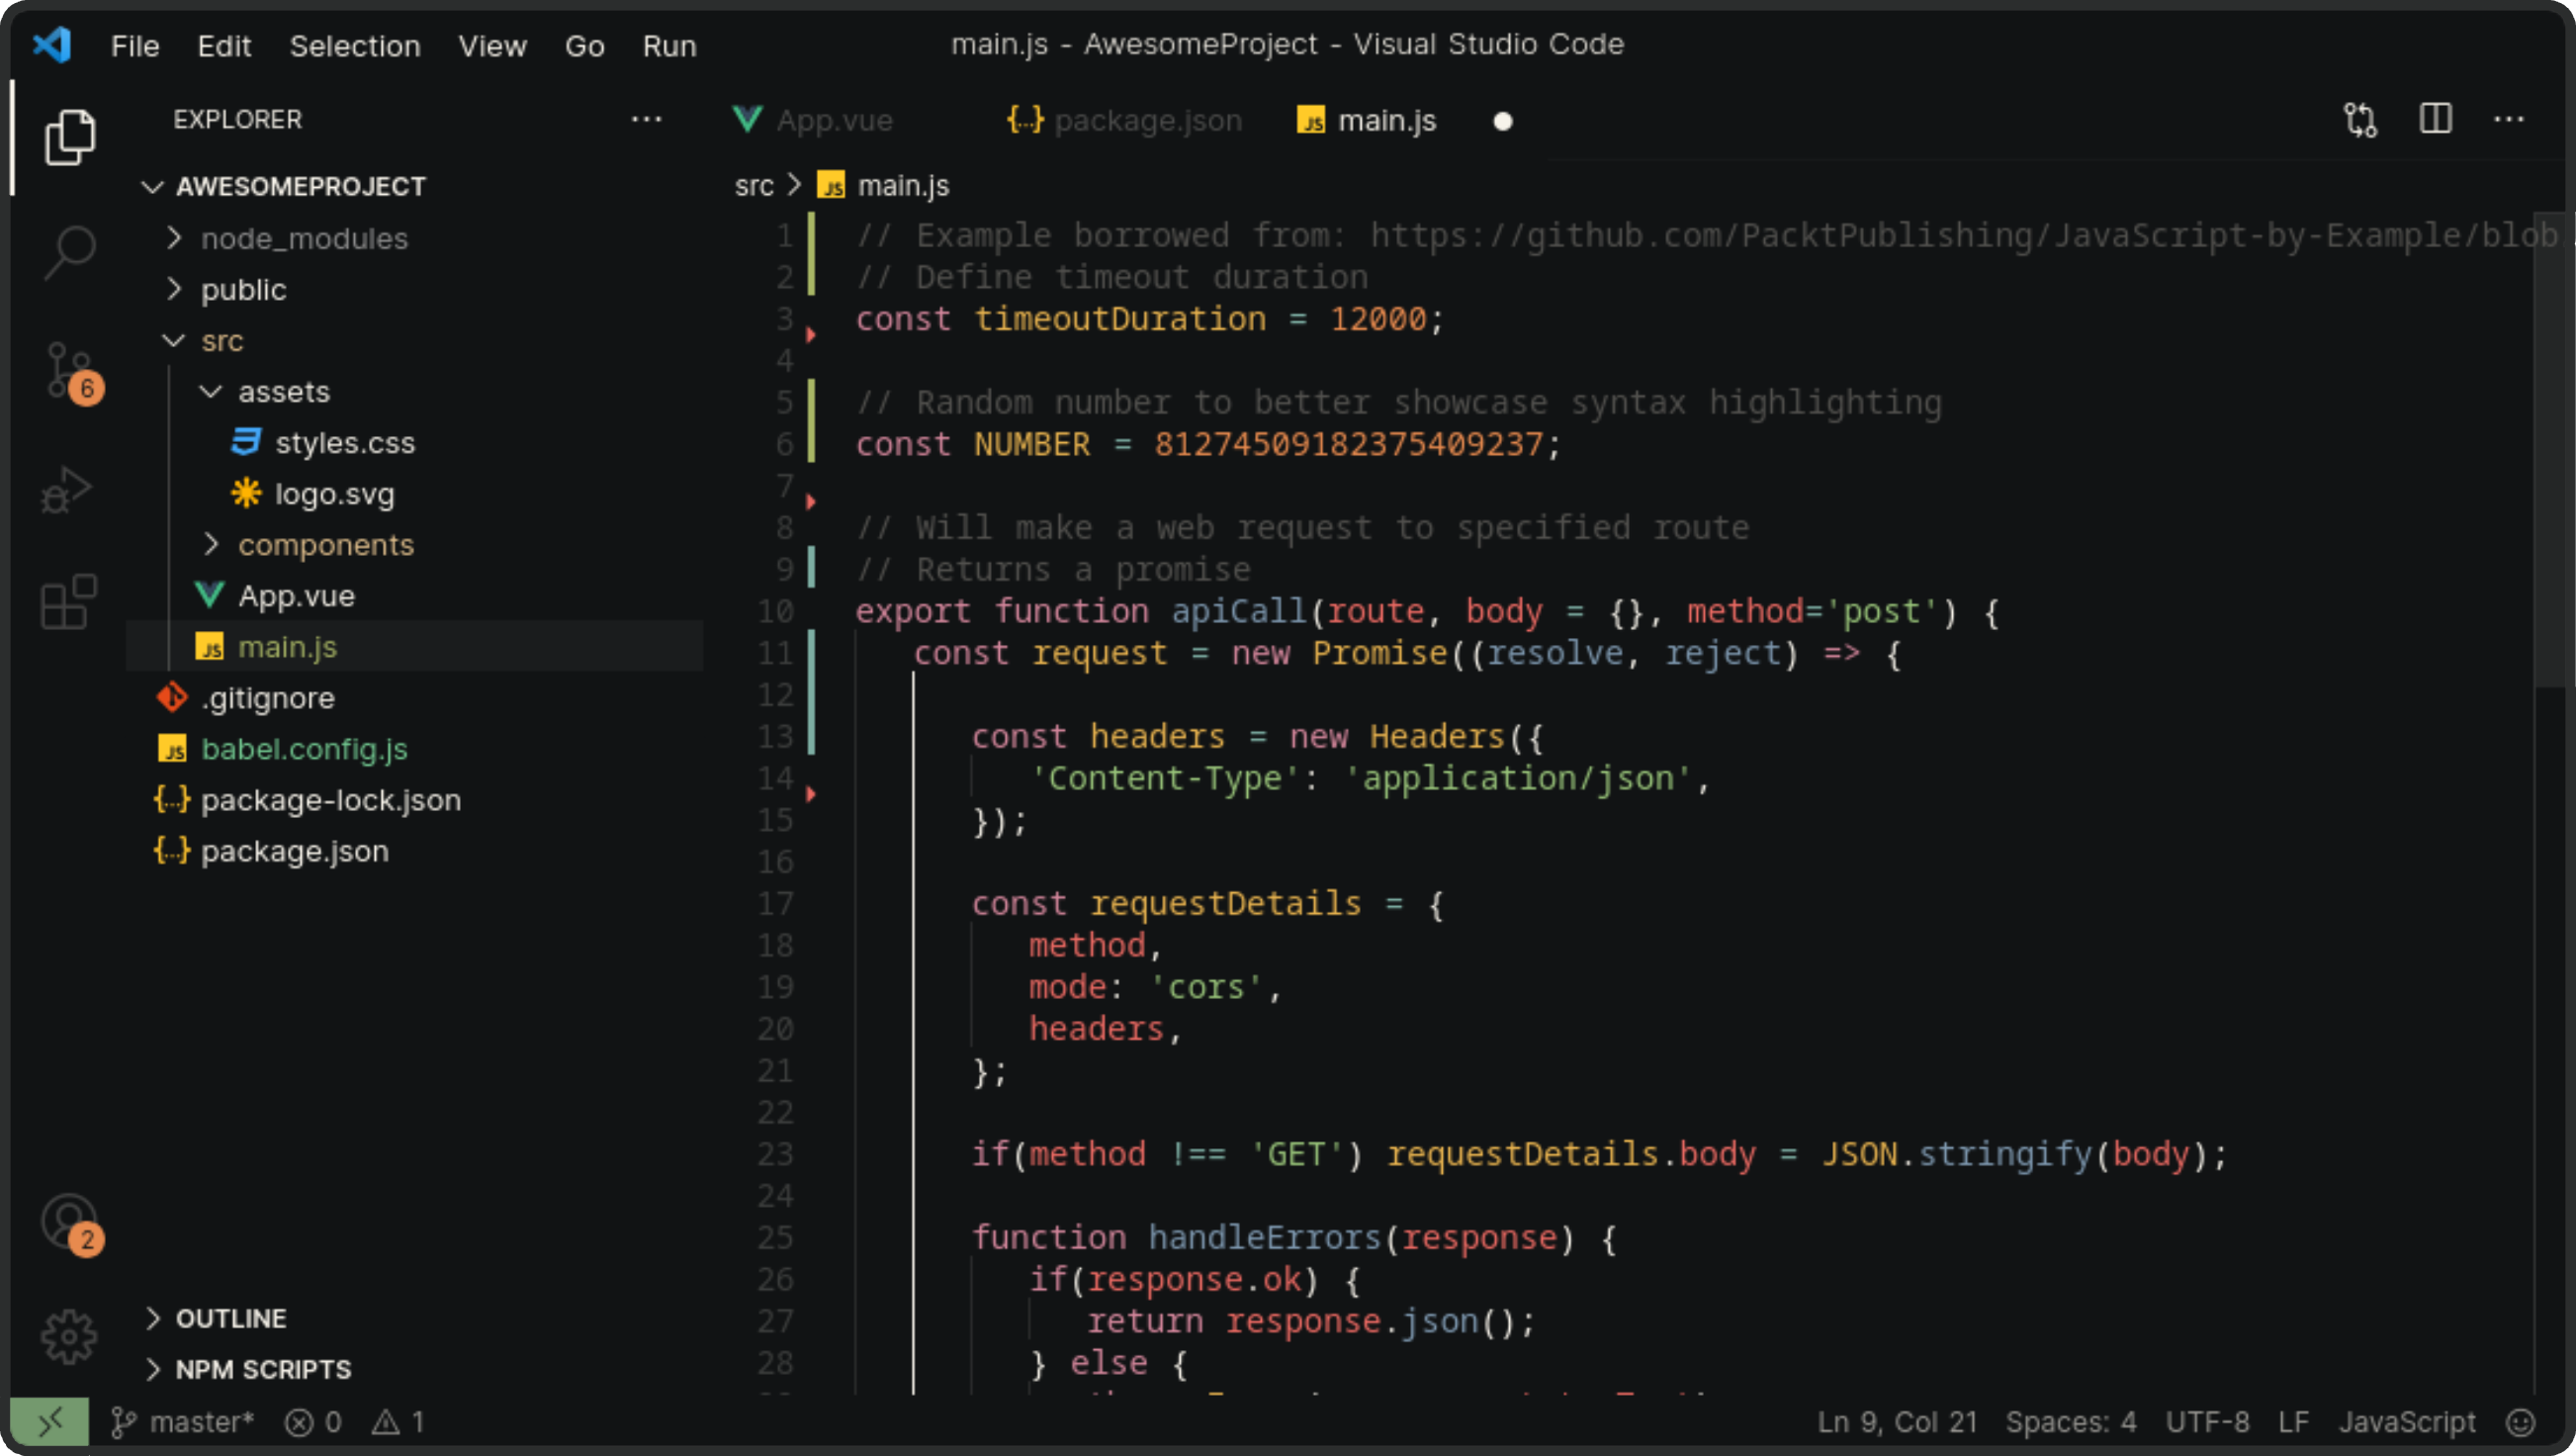 File Edit Selection View Go Run
main.js - AwesomeProject - Visual Studio Code
EXPLORER
AWESOMEPROJECT
node_modules
public
src
assets
styles.css
logo.svg
components
App.vue
JS main.js
.gitignore
JS babel.config.js
{...} package-lock.json
{...} package.json
OUTLINE
NPM SCRIPTS
6
2
App.vue {...} package.json JS main.js
src > JS main.js
1 // Example borrowed from: https://github.com/PacktPublishing/JavaScript-by-Example/blob
2 // Define timeout duration
3 const timeoutDuration = 12000;
4
5 // Random number to better showcase syntax highlighting
6 const NUMBER = 81274509182375409237;
7
8 // Will make a web request to specified route
9 // Returns a promise
10 export function apiCall(route, body = {}, method='post') {
11 const request = new Promise((resolve, reject) => {
12
13 const headers = new Headers({
14 'Content-Type': 'application/json',
15 });
16
17 const requestDetails = {
18 method,
19 mode: 'cors',
20 headers,
21 };
22
23 if(method !== 'GET') requestDetails.body = JSON.stringify(body);
24
25 function handleErrors(response) {
26 if(response.ok) {
27 return response.json();
28 } else {
master* 0 1
Ln 9, Col 21 Spaces: 4 UTF-8 LF JavaScript